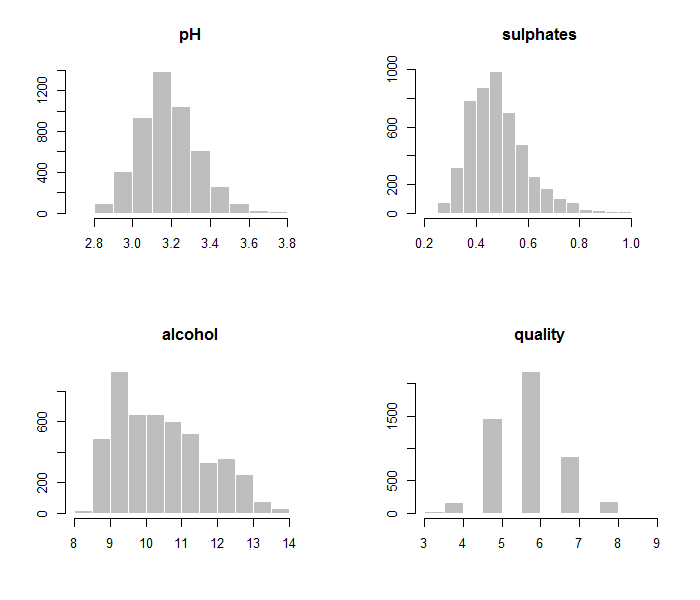 pH
0 400 800 1200
2.8 3.0 3.2 3.4 3.6 3.8
sulphates
0 200 600 1000
0.2 0.4 0.6 0.8 1.0
alcohol
0 200 600
8 9 10 11 12 13 14
quality
0 500 1500
3 4 5 6 7 8 9